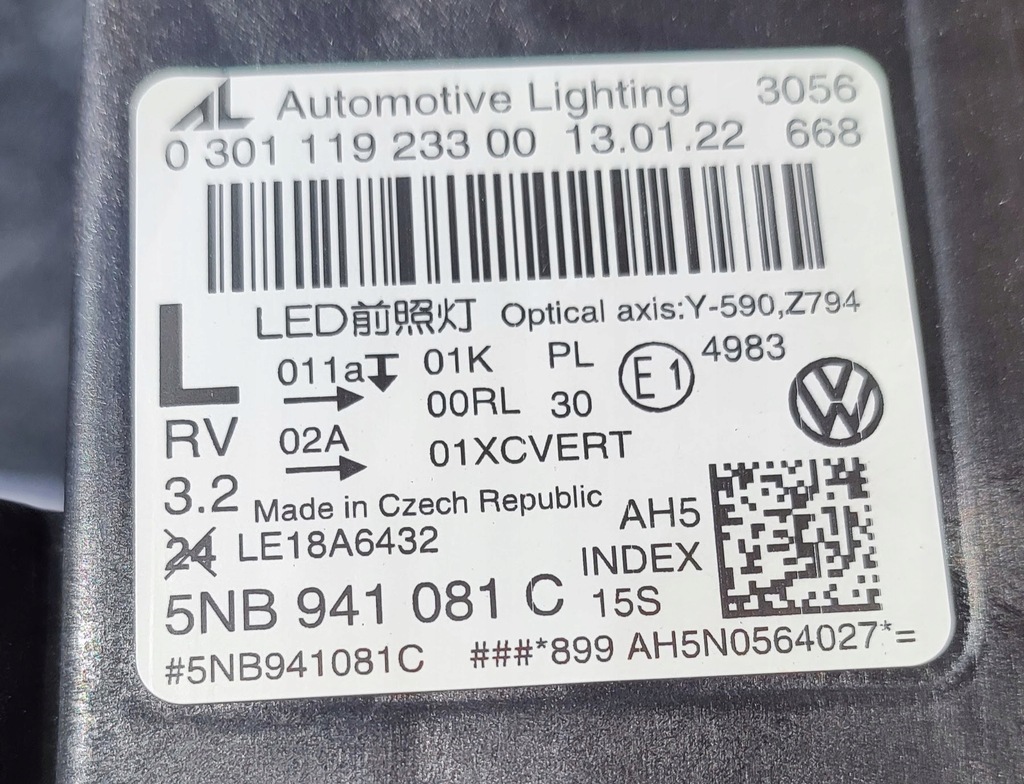 AL Automotive Lighting 3056
0 301 119 233 00 13.01.22 668
L LED前照灯 Optical axis:Y-590,Z794
011aT 01K PL E1 4983
00RL 30
RV 02A 01XCVERT
3.2 Made in Czech Republic AH5
24 LE18A6432 INDEX
5NB 941 081 C 15S
#5NB941081C ###*899 AH5N0564027*=